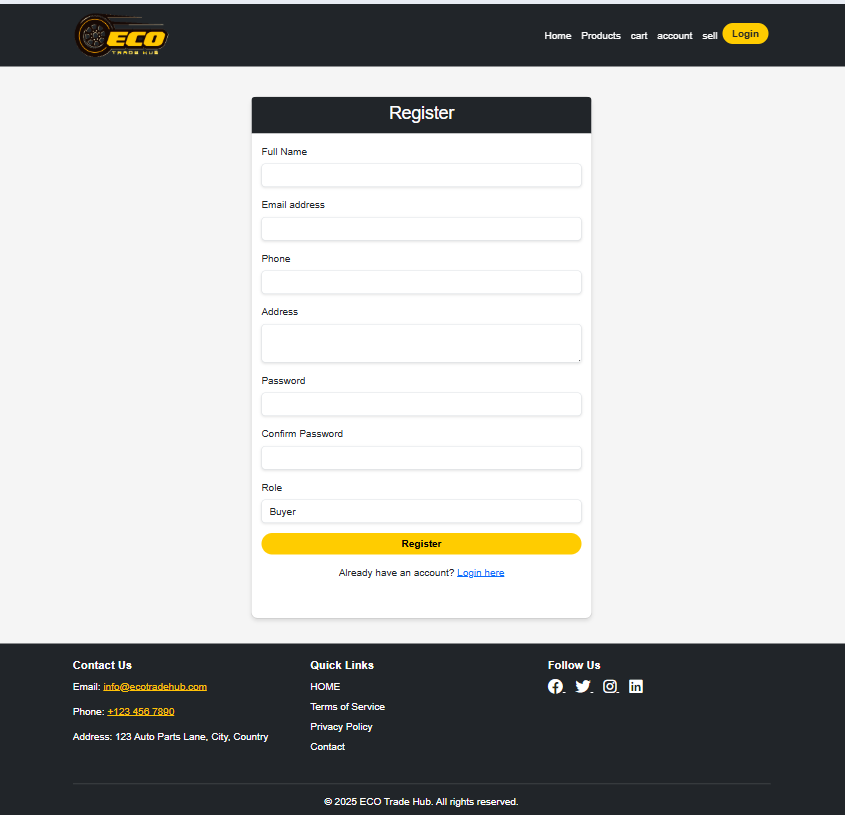 ECO
TRADE HUB
Home Products cart account sell Login
Register
Full Name
Email address
Phone
Address
Password
Confirm Password
Role
Buyer
Register
Already have an account? Login here
Contact Us
Email: info@ecotradehub.com
Phone: +123 456 7890
Address: 123 Auto Parts Lane, City, Country
Quick Links
HOME
Terms of Service
Privacy Policy
Contact
Follow Us
© 2025 ECO Trade Hub. All rights reserved.